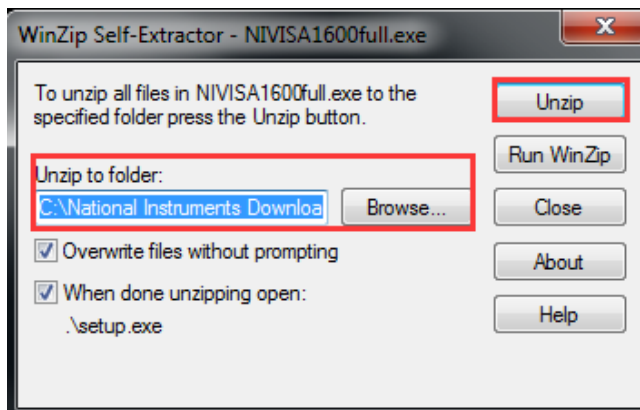 WinZip Self-Extractor - NIVISA1600full.exe
To unzip all files in NIVISA1600full.exe to the
specified folder press the Unzip button.
Unzip
Run WinZip
Unzip to folder:
C:\National Instruments Downloa
Browse...
Close
Overwrite files without prompting
About
When done unzipping open:
.\setup.exe
Help